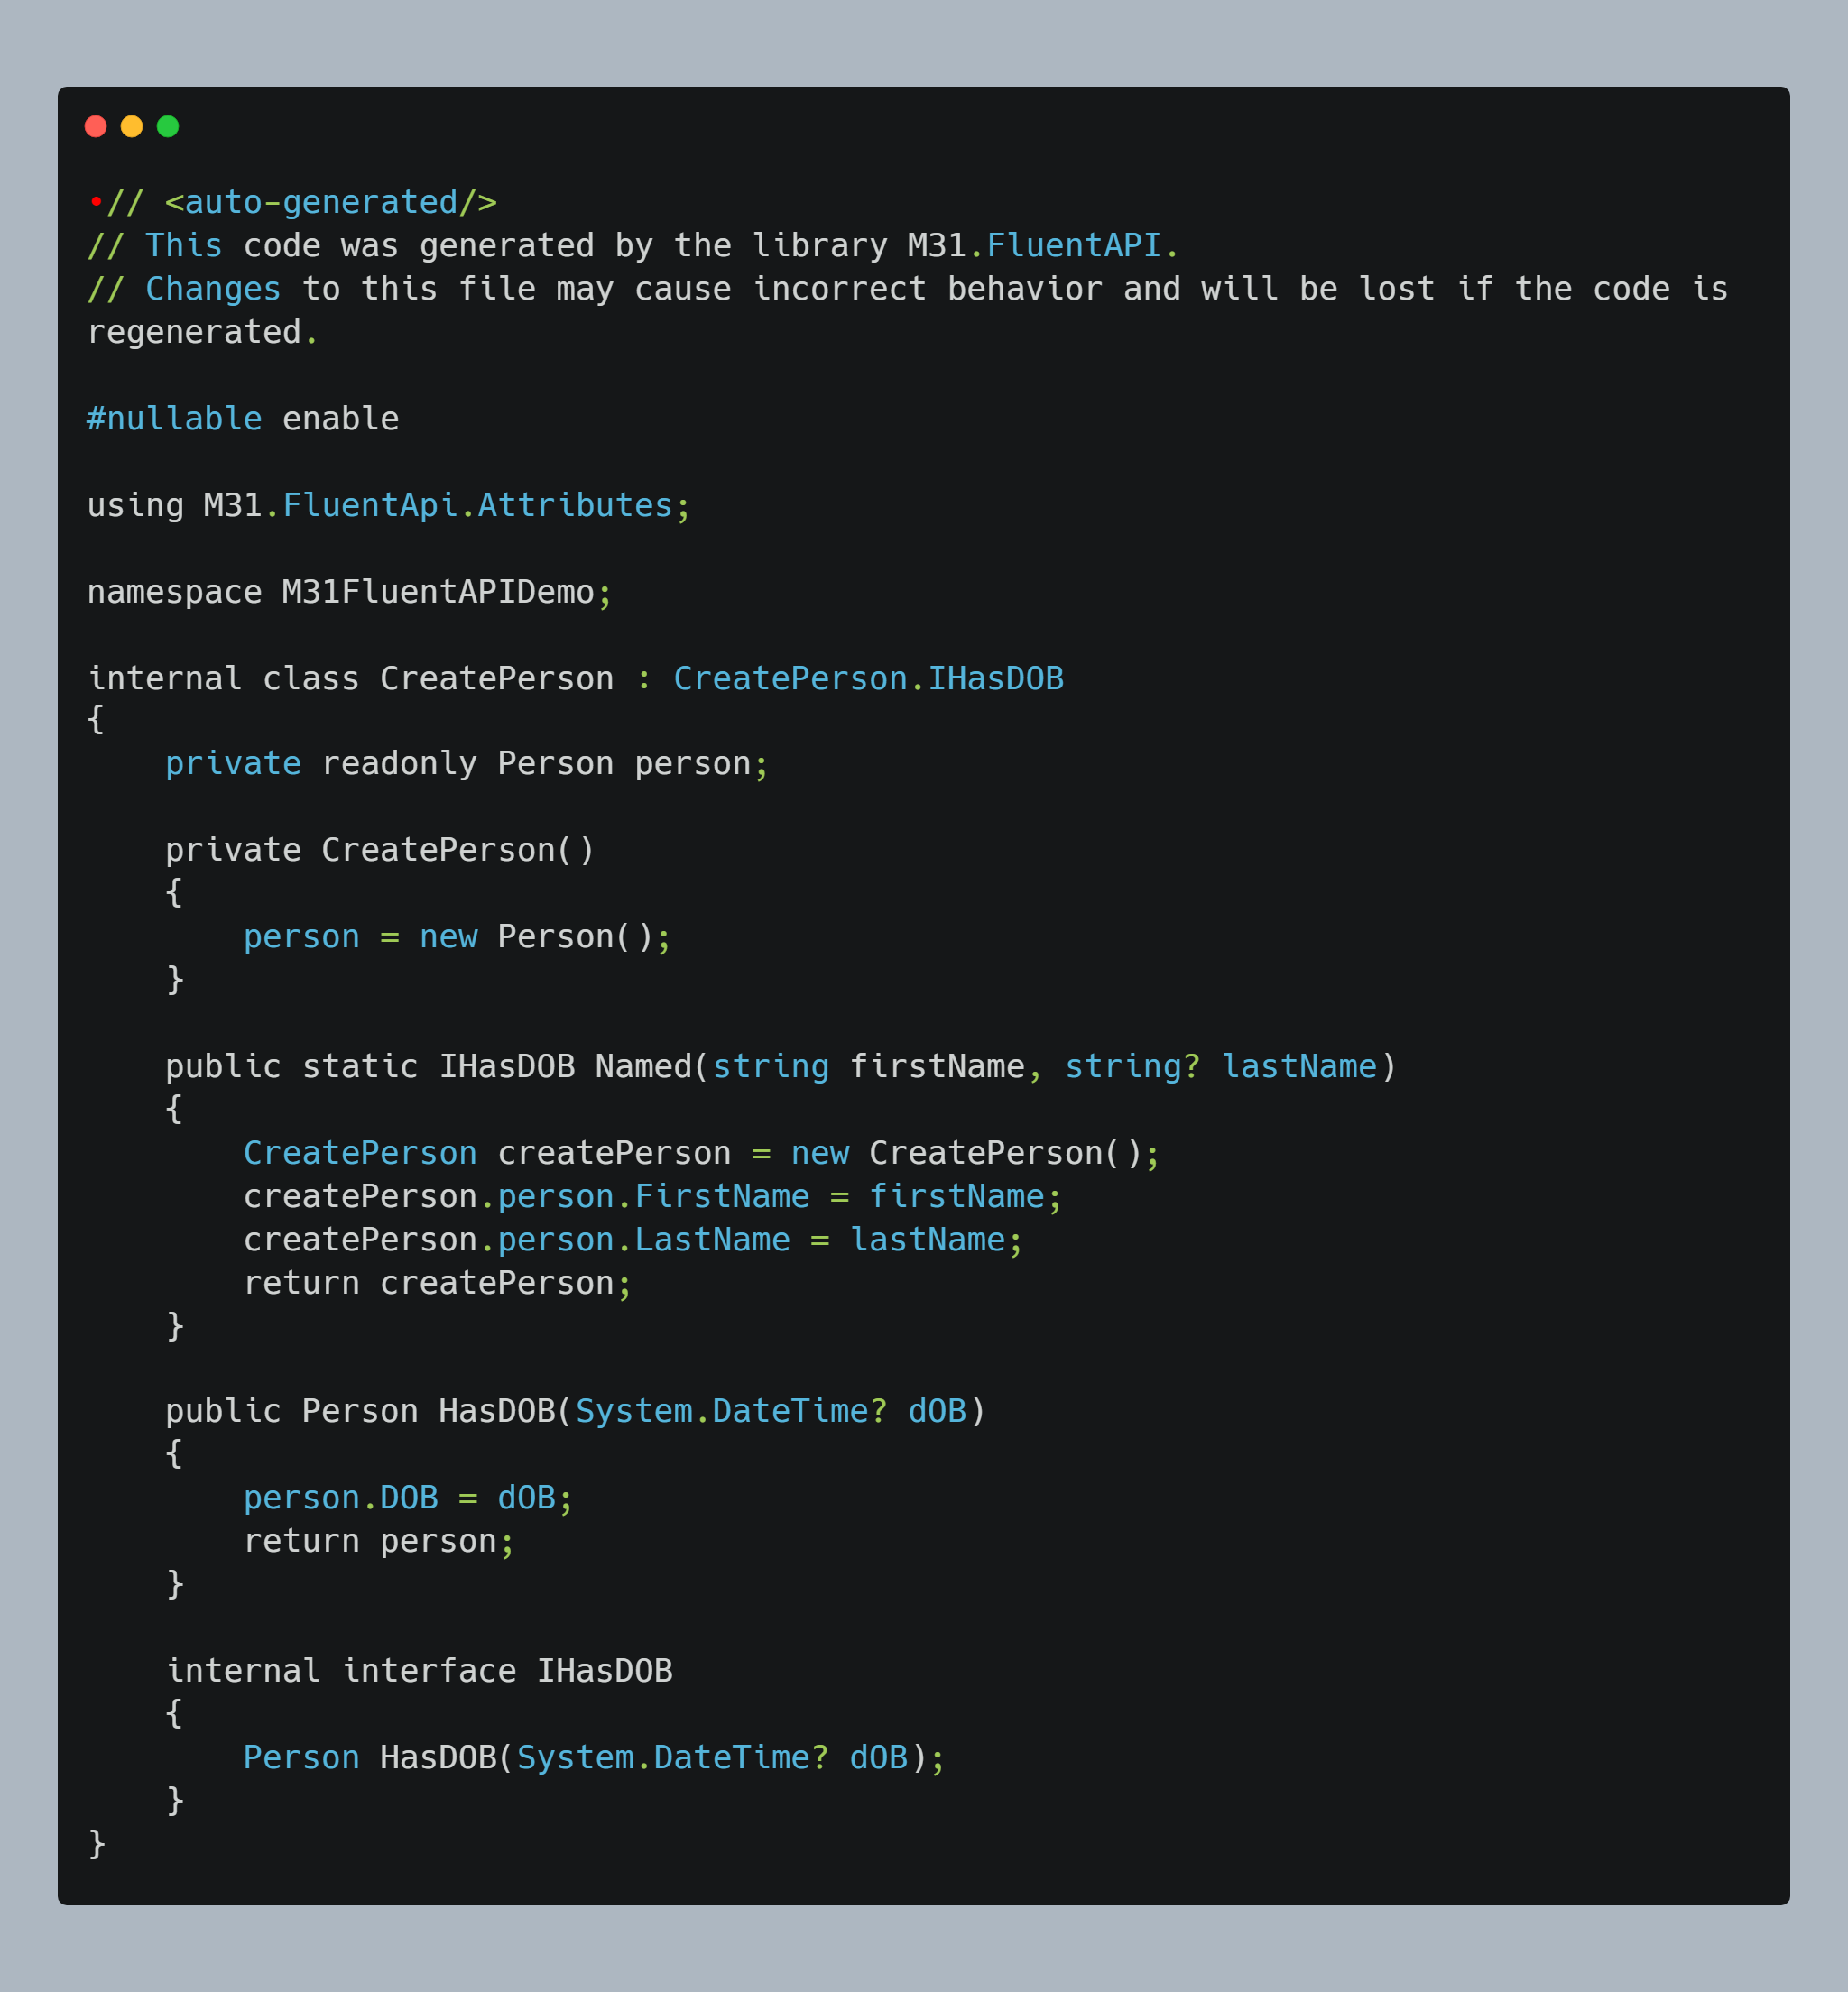 •// <auto-generated/>
// This code was generated by the library M31.FluentAPI.
// Changes to this file may cause incorrect behavior and will be lost if the code is
regenerated.

#nullable enable

using M31.FluentApi.Attributes;

namespace M31FluentAPIDemo;

internal class CreatePerson : CreatePerson.IHasDOB
{
    private readonly Person person;

    private CreatePerson()
    {
        person = new Person();
    }

    public static IHasDOB Named(string firstName, string? lastName)
    {
        CreatePerson createPerson = new CreatePerson();
        createPerson.person.FirstName = firstName;
        createPerson.person.LastName = lastName;
        return createPerson;
    }

    public Person HasDOB(System.DateTime? dOB)
    {
        person.DOB = dOB;
        return person;
    }

    internal interface IHasDOB
    {
        Person HasDOB(System.DateTime? dOB);
    }
}